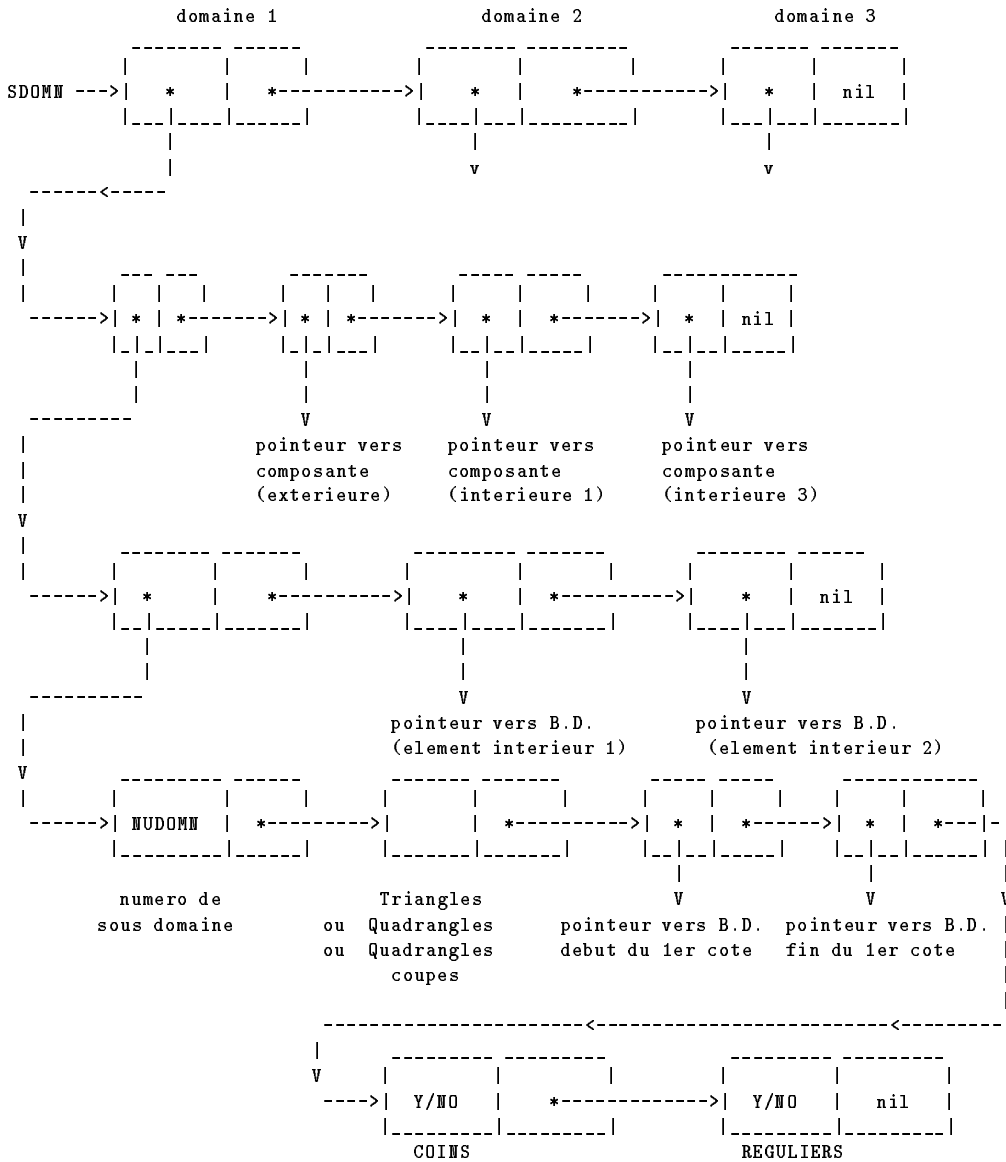 domaine 1 domaine 2 domaine 3
SDOMN * * * * * nil
* * * * * * * nil
pointeur vers pointeur vers pointeur vers
composante composante composante
(exterieure) (interieure 1) (interieure 3)
* * * * * nil
pointeur vers B.D. pointeur vers B.D.
(element interieur 1) (element interieur 2)
NUDOMN * * * * * *
numero de Triangles
sous domaine ou Quadrangles pointeur vers B.D. pointeur vers B.D.
ou Quadrangles debut du 1er cote fin du 1er cote
coupes
Y/NO * Y/NO nil
COINS REGULIERS